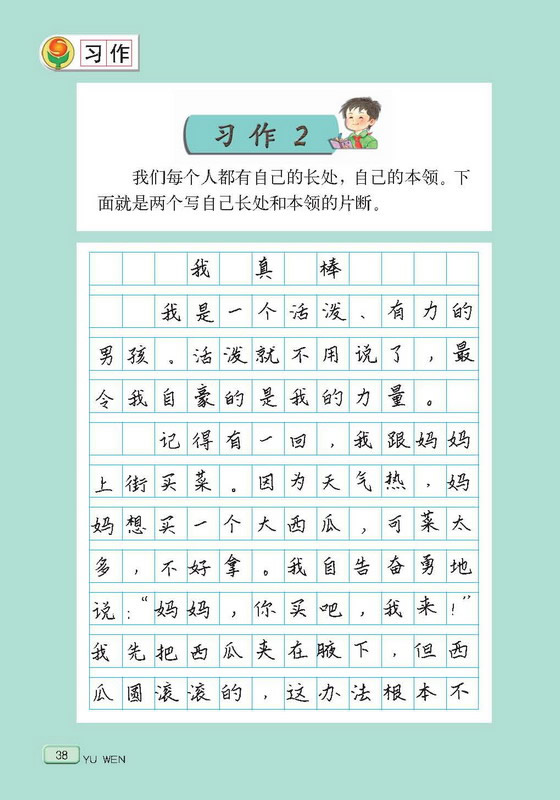 习作
习作2
我们每个人都有自己的长处，自己的本领。下
面就是两个写自己长处和本领的片断。
我真棒
我是一个活泼、有力的
男孩。活泼就不用说了，最
令我自豪的是我的力量。
记得有一回，我跟妈妈
上街买菜。因为天气热，妈
妈想买一个大西瓜，可菜太
多，不好拿。我自告奋勇地
说：“妈妈，你买吧，我来！”
我先把西瓜夹在腋下，但西
瓜圆滚滚的，这办法根本不
38 YU WEN